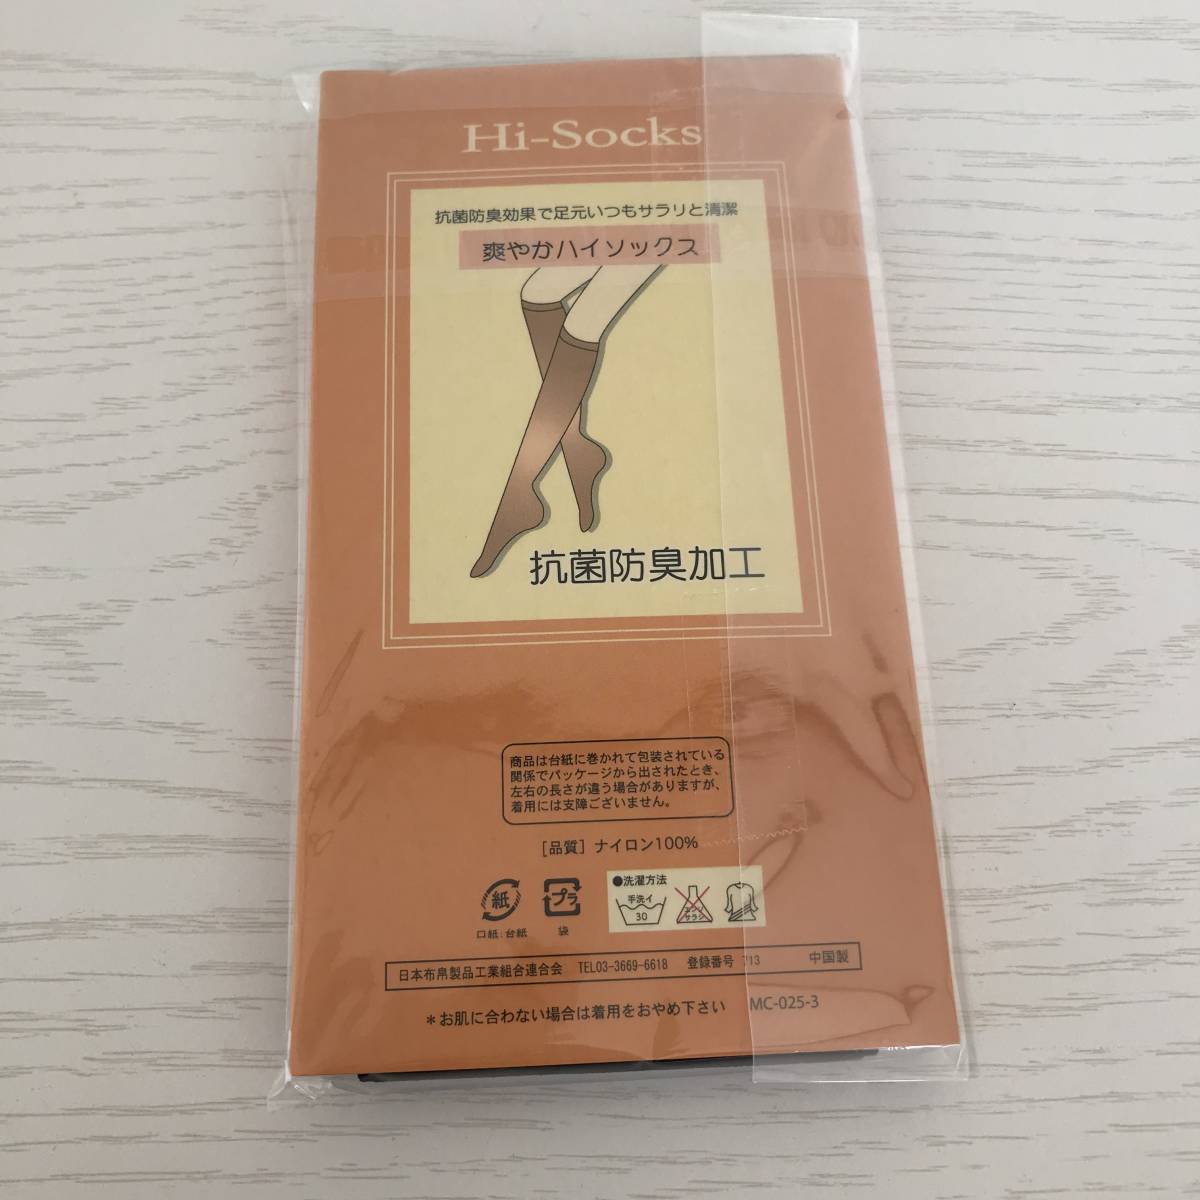 Hi-Socks
抗菌防臭効果で足元いつもサラリと清潔
爽やかハイソックス
抗菌防臭加工
商品は台紙に巻かれて包装されている
関係でパッケージから出されたとき、
左右の長さが違う場合がありますが、
着用には支障ございません。
[品質] ナイロン100%
●洗濯方法
紙
プラ
手洗イ
30
エンソ
サラシ
口紙:台紙
袋
日本布帛製品工業組合連合会 TEL03-3669-6618 登録番号 713 中国製
*お肌に合わない場合は着用をおやめ下さい MC-025-3